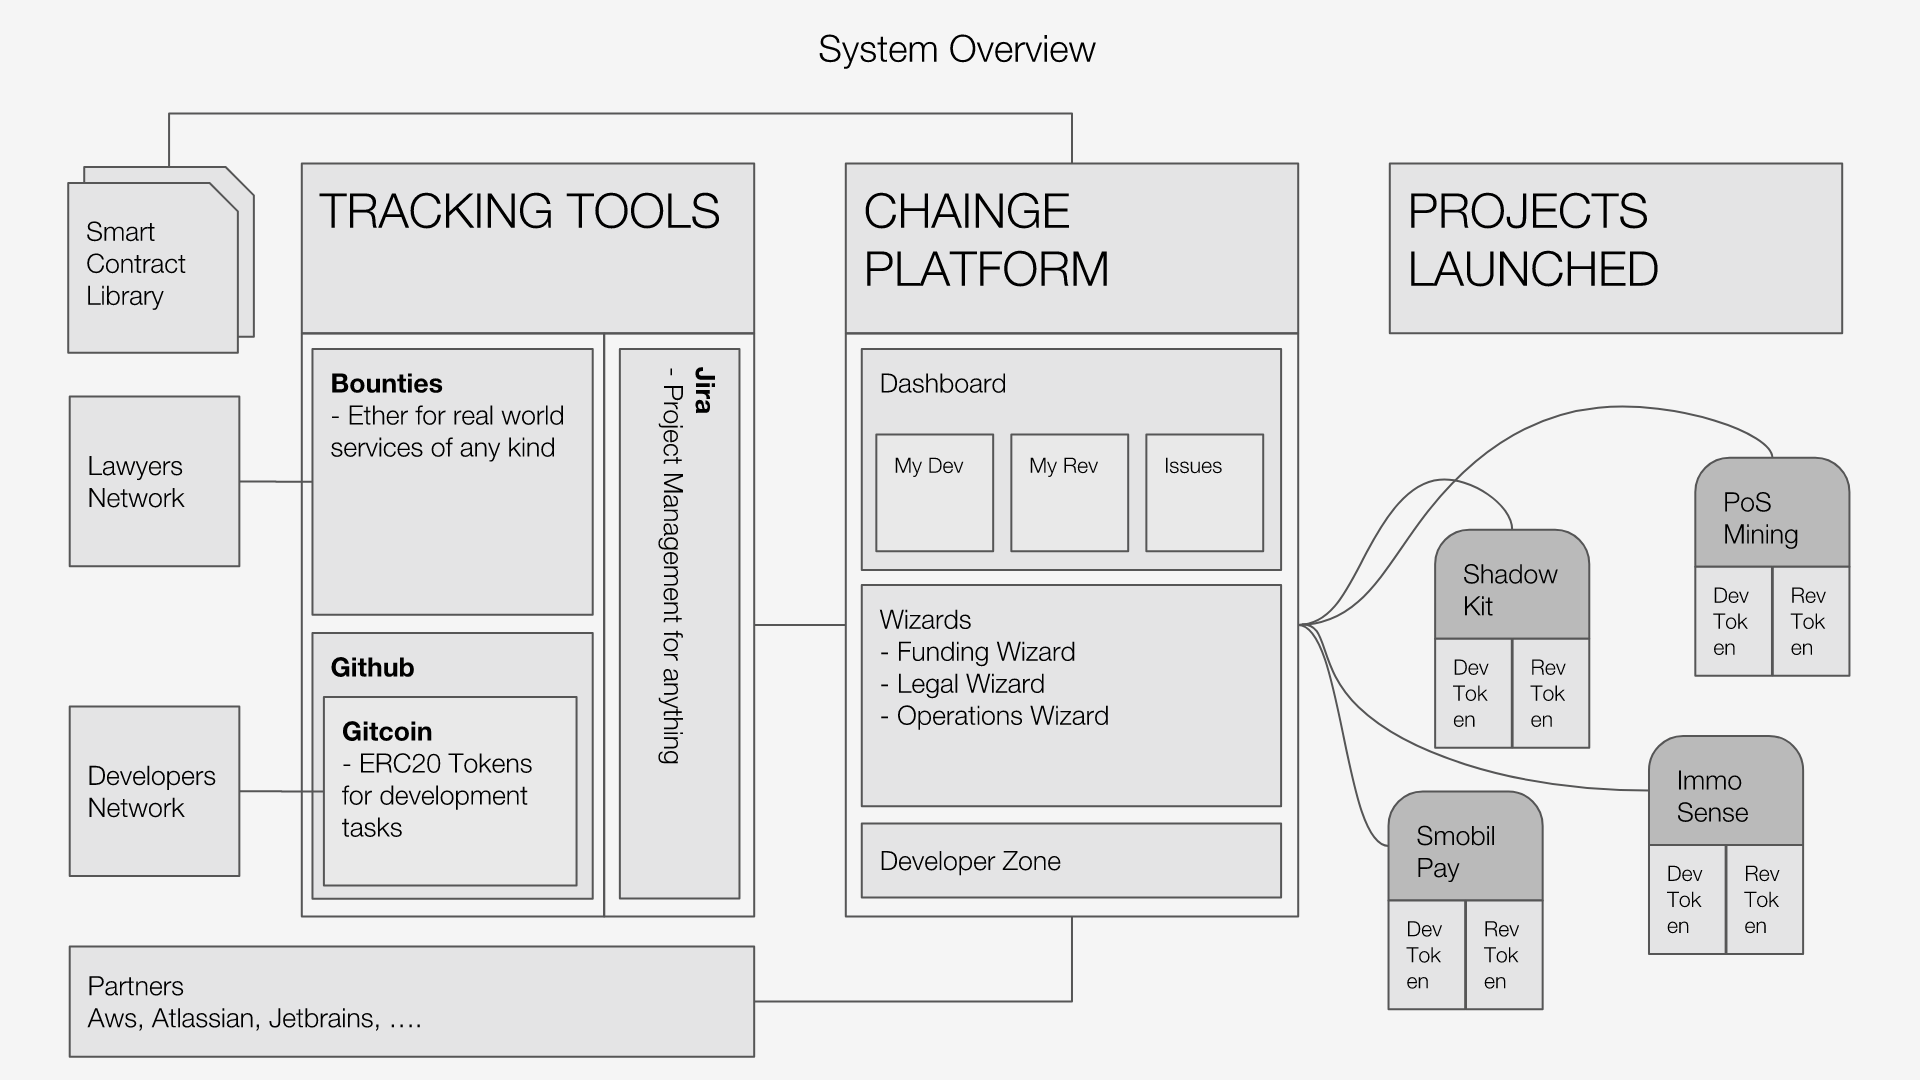 System Overview
Smart
Contract
Library
Lawyers
Network
Developers
Network
TRACKING TOOLS
Bounties
- Ether for real world
services of any kind
Github
Gitcoin
- ERC20 Tokens
for development
tasks
Jira
- Project Management for anything
Partners
Aws, Atlassian, Jetbrains, ....
CHAINGE
PLATFORM
Dashboard
My Dev
My Rev
Issues
Wizards
- Funding Wizard
- Legal Wizard
- Operations Wizard
Developer Zone
PROJECTS
LAUNCHED
PoS
Mining
Dev
Tok
en
Rev
Tok
en
Shadow
Kit
Dev
Tok
en
Rev
Tok
en
Immo
Sense
Dev
Tok
en
Rev
Tok
en
Smobil
Pay
Dev
Tok
en
Rev
Tok
en